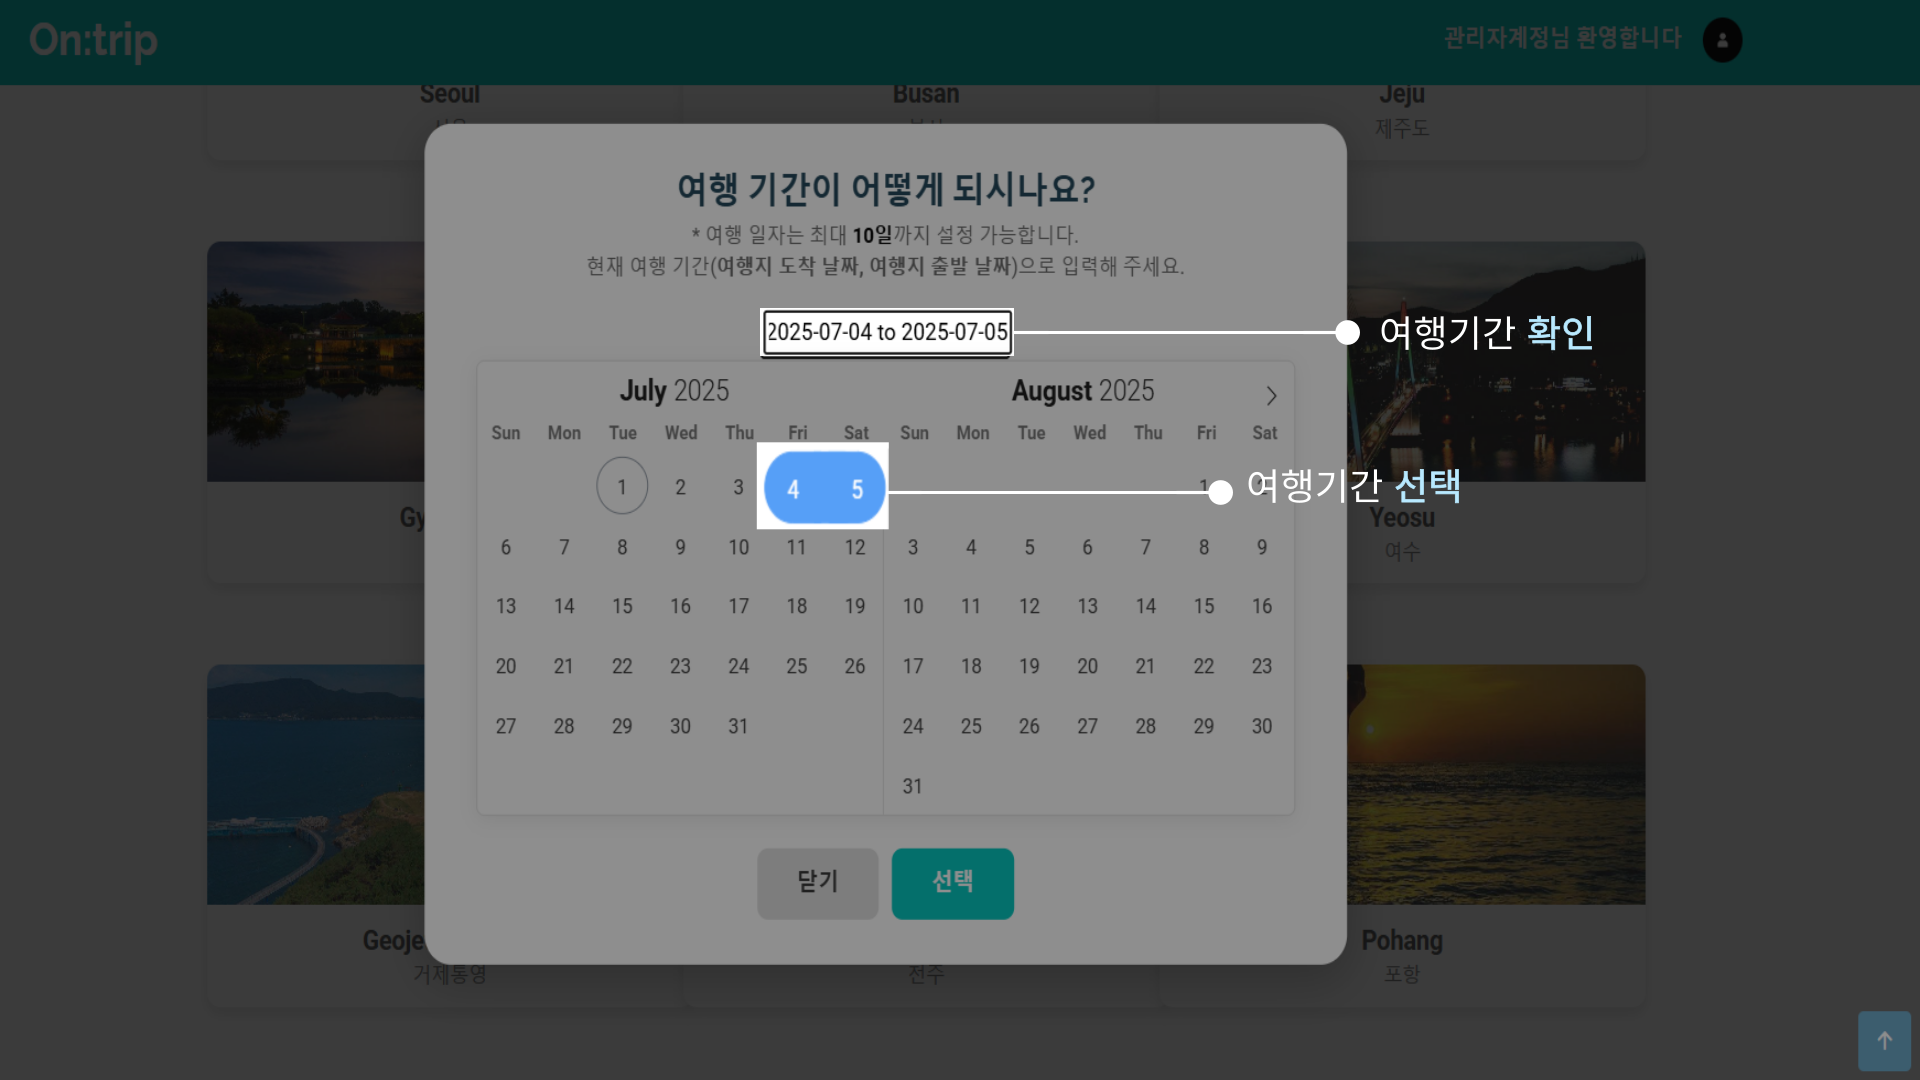 On:trip
관리자계정님 환영합니다
Seoul
Busan
Jeju
제주도
여행 기간이 어떻게 되시나요?
* 여행 일자는 최대 10일까지 설정 가능합니다.
현재 여행 기간(여행지 도착 날짜, 여행지 출발 날짜)으로 입력해 주세요.
2025-07-04 to 2025-07-05
여행기간 확인
July 2025
August 2025
Sun Mon Tue Wed Thu Fri Sat
Sun Mon Tue Wed Thu Fri Sat
1 2 3 4 5
1
여행기간 선택
Gy
Yeosu
여수
6 7 8 9 10 11 12
3 4 5 6 7 8 9
13 14 15 16 17 18 19
10 11 12 13 14 15 16
20 21 22 23 24 25 26
17 18 19 20 21 22 23
27 28 29 30 31
24 25 26 27 28 29 30
31
닫기
선택
Geoje
거제통영
전주
Pohang
포항